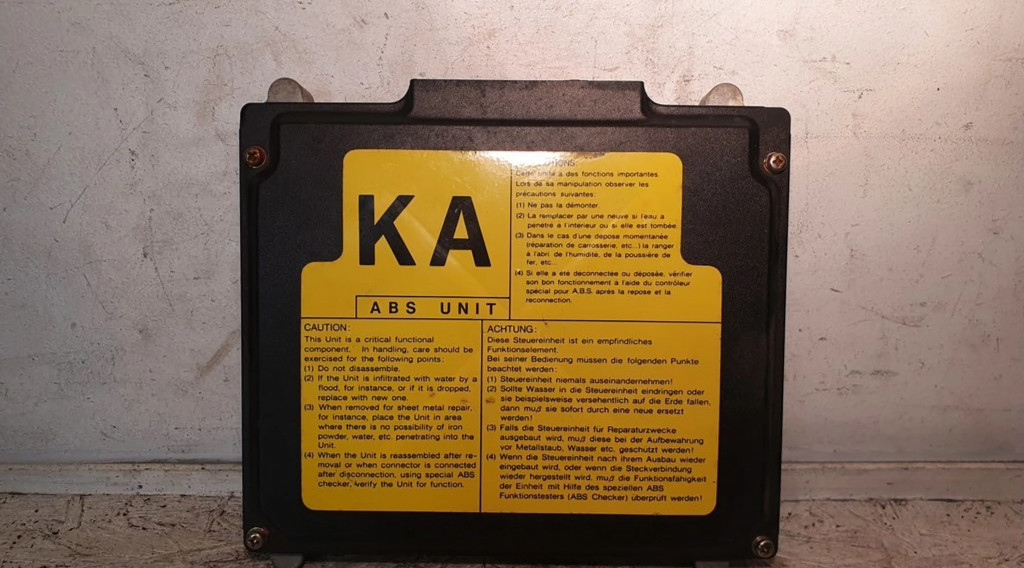 KA
ABS UNIT
Cette unité a des fonctions importantes.
Lors de sa manipulation observer les
précautions suivantes:
(1) Ne pas la démonter.
(2) La remplacer par une neuve si l'eau a
pénétré à l'intérieur ou si elle est tombée.
(3) Dans le cas d'une depose momentanée
(réparation de carrosserie, etc...) la ranger
à l'abri de l'humidité, de la poussière de
fer, etc...
(4) Si elle a été déconnectée ou déposée, vérifier
son bon fonctionnement à l'aide du contrôleur
spécial pour A.B.S. après la repose et la
reconnection.
CAUTION:
This Unit is a critical functional
component. In handling, care should be
exercised for the following points:
(1) Do not disassemble.
(2) If the Unit is infiltrated with water by a
flood, for instance, or if it is dropped,
replace with new one.
(3) When removed for sheet metal repair,
for instance, place the Unit in area
where there is no possibility of iron
powder, water, etc. penetrating into the
Unit.
(4) When the Unit is reassembled after re-
moval or when connector is connected
after disconnection, using special ABS
checker, verify the Unit for function.
ACHTUNG:
Diese Steuereinheit ist ein empfindliches
Funktionselement.
Bei seiner Bedienung müssen die folgenden Punkte
beachtet werden:
(1) Steuereinheit niemals auseinandernehmen!
(2) Sollte Wasser in die Steuereinheit eindringen oder
sie beispielsweise versehentlich auf die Erde fallen,
dann muß sie sofort durch eine neue ersetzt
werden!
(3) Falls die Steuereinheit für Reparaturzwecke
ausgebaut wird, muß diese bei der Aufbewahrung
vor Metallstaub, Wasser etc. geschützt werden!
(4) Wenn die Steuereinheit nach ihrem Ausbau wieder
eingebaut wird, oder wenn die Steckverbindung
wieder hergestellt wird, muß die Funktionsfähigkeit
der Einheit mit Hilfe des speziellen ABS
Funktionstesters (ABS Checker) überprüft werden!